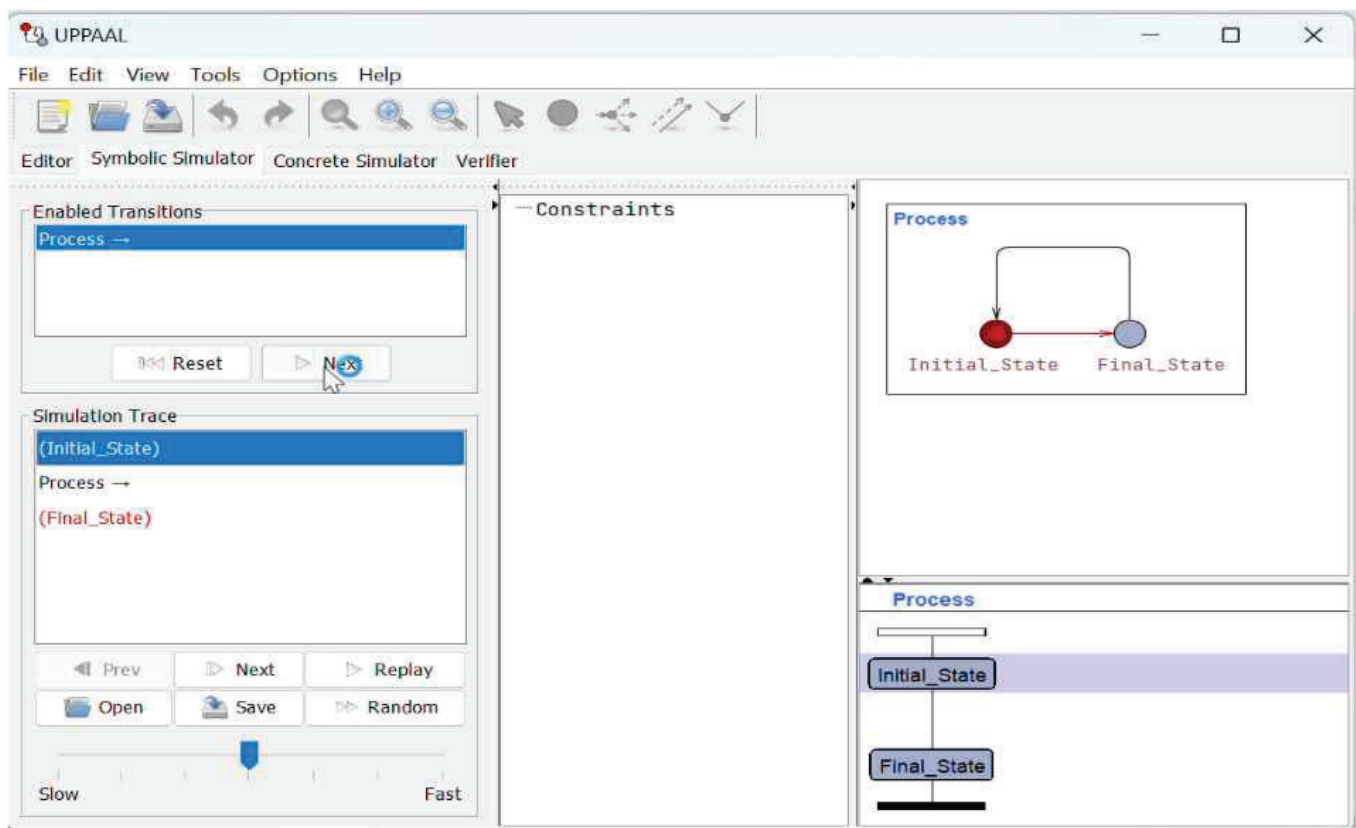 UPPAAL
File Edit View Tools Options Help
Editor Symbolic Simulator Concrete Simulator Verifier
Enabled Transitions
Process →
Reset Next
Simulation Trace
(Initial_State)
Process →
(Final_State)
Prev Next Replay
Open Save Random
Slow Fast
Constraints
Process
Initial_State Final_State
Process
Initial_State
Final_State